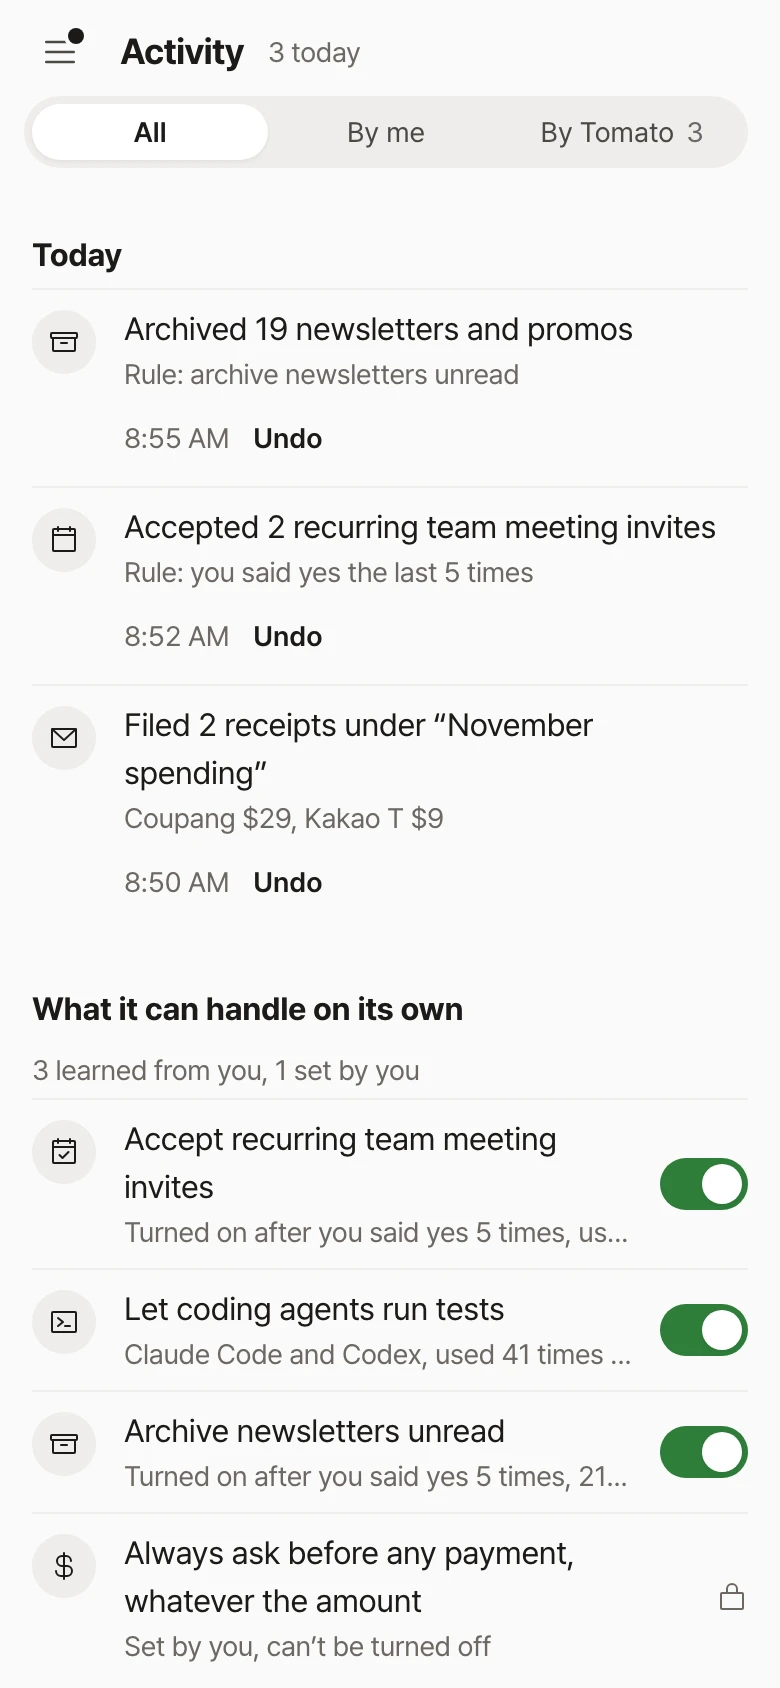 Activity 3 today
All By me By Tomato 3
Today
Archived 19 newsletters and promos
Rule: archive newsletters unread
8:55 AM Undo
Accepted 2 recurring team meeting invites
Rule: you said yes the last 5 times
8:52 AM Undo
Filed 2 receipts under “November
spending”
Coupang $29, Kakao T $9
8:50 AM Undo
What it can handle on its own
3 learned from you, 1 set by you
Accept recurring team meeting
invites
Turned on after you said yes 5 times, us...
Let coding agents run tests
Claude Code and Codex, used 41 times ...
Archive newsletters unread
Turned on after you said yes 5 times, 21...
$
Always ask before any payment,
whatever the amount
Set by you, can’t be turned off